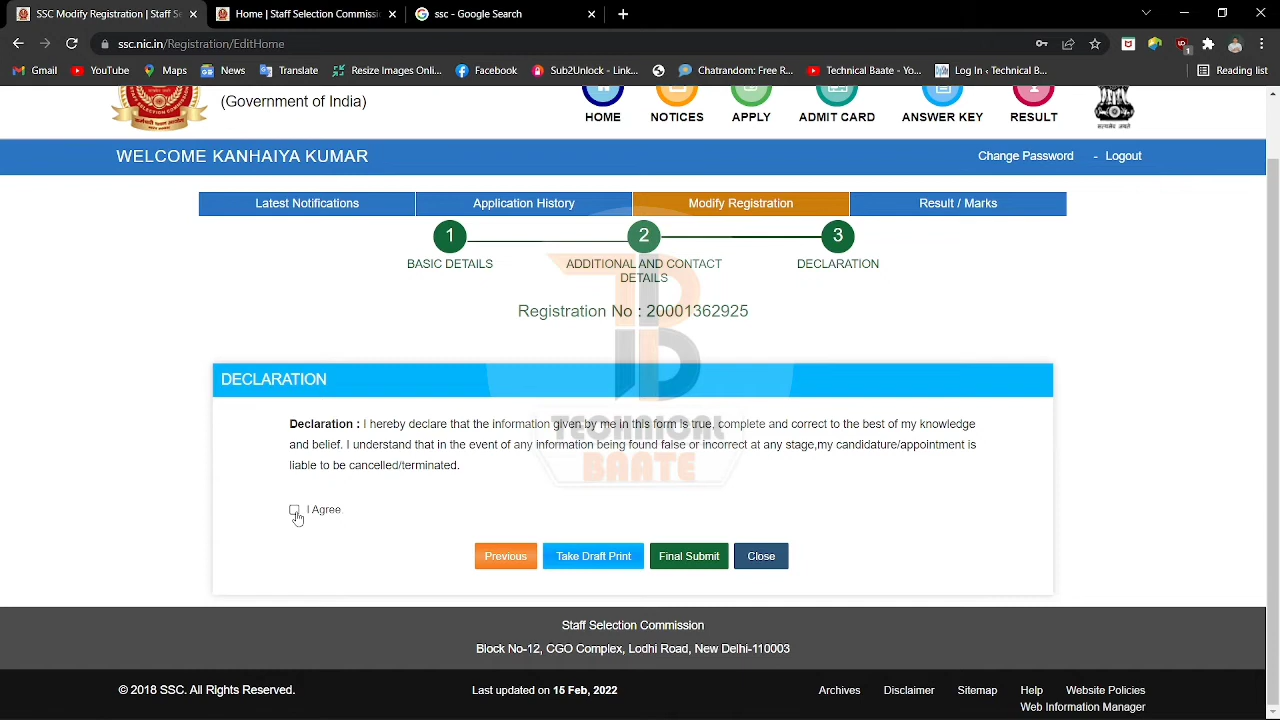 SSC Modify Registration | Staff Se
Home | Staff Selection Commissi
ssc - Google Search
ssc.nic.in/Registration/EditHome
Gmail
YouTube
Maps
News
Translate
Resize Images Onl...
Facebook
Sub2Unlock - Link...
Chatrandom: Free R...
Technical Baate - Yo...
Log In ‹ Technical B...
Reading list
(Government of India)
HOME
NOTICES
APPLY
ADMIT CARD
ANSWER KEY
RESULT
सत्यमेव जयते
WELCOME KANHAIYA KUMAR
Change Password - Logout
Latest Notifications
Application History
Modify Registration
Result / Marks
1
2
3
BASIC DETAILS
ADDITIONAL AND CONTACT
DETAILS
DECLARATION
Registration No : 20001362925
DECLARATION
Declaration : I hereby declare that the information given by me in this form is true, complete and correct to the best of my knowledge
and belief. I understand that in the event of any information being found false or incorrect at any stage,my candidature/appointment is
liable to be cancelled/terminated.
TECHNICAL
BAATE
I Agree
Previous
Take Draft Print
Final Submit
Close
Staff Selection Commission
Block No-12, CGO Complex, Lodhi Road, New Delhi-110003
© 2018 SSC. All Rights Reserved.
Last updated on 15 Feb, 2022
Archives
Disclaimer
Sitemap
Help
Website Policies
Web Information Manager